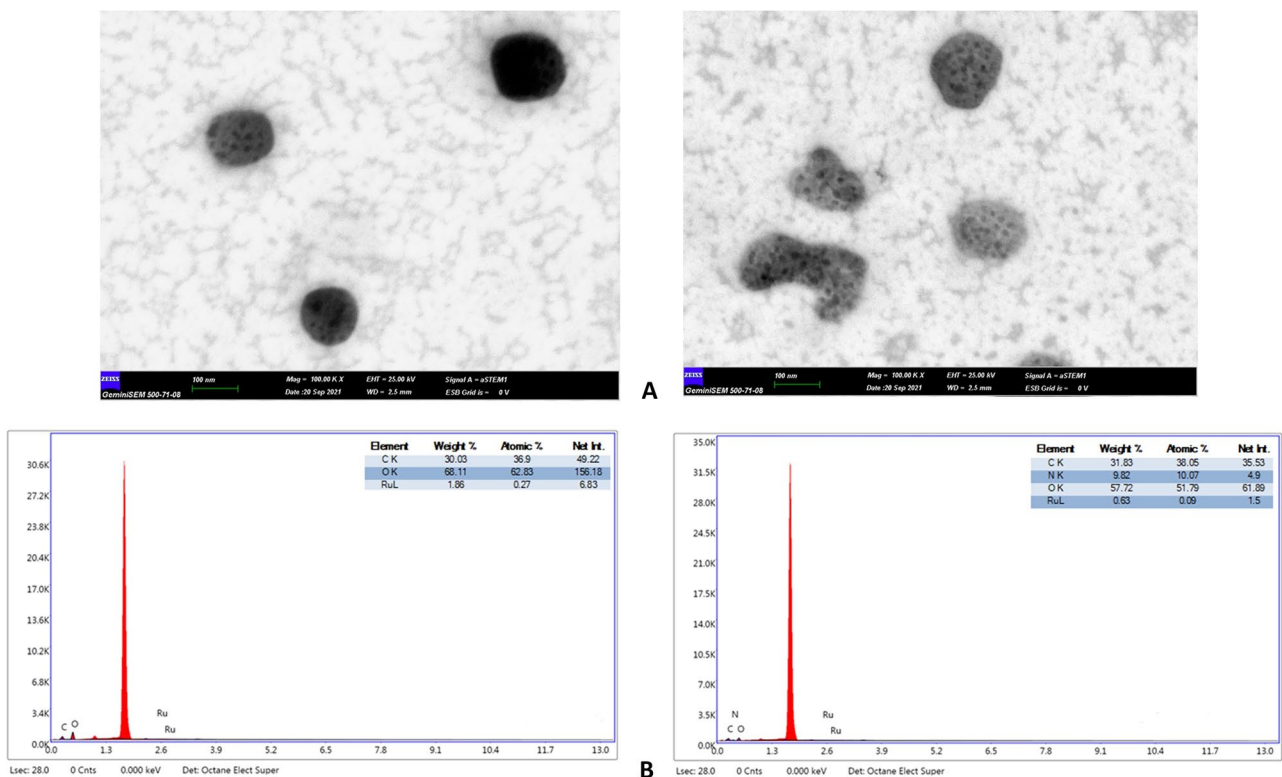 ZEISS
100 nm
Mag = 100.00 K X EHT = 25.00 kV Signal A = aSTEM1
GeminiSEM 500-71-08 Date :20 Sep 2021 WD = 2.5 mm ESB Grid is = 0 V
ZEISS
100 nm
Mag = 100.00 K X EHT = 25.00 kV Signal A = aSTEM1
GeminiSEM 500-71-08 Date :20 Sep 2021 WD = 2.5 mm ESB Grid is = 0 V
A
Element Weight % Atomic % Net Int.
C K 30.03 36.9 49.22
O K 68.11 62.83 156.18
RuL 1.86 0.27 6.83
30.6K
27.2K
23.8K
20.4K
17.0K
13.6K
10.2K
6.8K
3.4K
0.0K
C O Ru
Ru
0.0 1.3 2.6 3.9 5.2 6.5 7.8 9.1 10.4 11.7 13.0
Lsec: 28.0 0 Cnts 0.000 keV Det: Octane Elect Super
Element Weight % Atomic % Net Int.
C K 31.83 38.05 35.53
N K 9.82 10.07 4.9
O K 57.72 51.79 61.89
RuL 0.63 0.09 1.5
35.0K
31.5K
28.0K
24.5K
21.0K
17.5K
14.0K
10.5K
7.0K
3.5K
0.0K
N Ru
C O Ru
0.0 1.3 2.6 3.9 5.2 6.5 7.8 9.1 10.4 11.7 13.0
Lsec: 28.0 0 Cnts 0.000 keV Det: Octane Elect Super
B